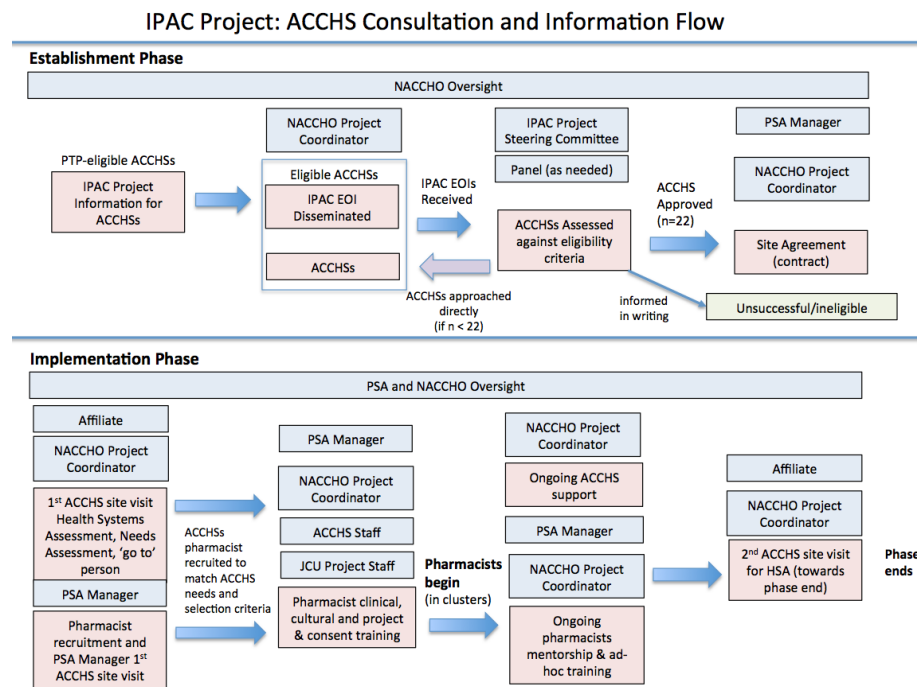 IPAC Project: ACCHS Consultation and Information Flow
Establishment Phase
NACCHO Oversight
PTP-eligible ACCHSs
IPAC Project
Information for
ACCHSs
NACCHO Project
Coordinator
Eligible ACCHSs
IPAC EOI
Disseminated
ACCHSs
IPAC EOIs
Received
ACCHSs approached
directly
(if n < 22)
IPAC Project
Steering Committee
Panel (as needed)
ACCHSs Assessed
against eligibility
criteria
ACCHS
Approved
(n=22)
informed
in writing
PSA Manager
NACCHO Project
Coordinator
Site Agreement
(contract)
Unsuccessful/ineligible
Implementation Phase
PSA and NACCHO Oversight
Affiliate
NACCHO Project
Coordinator
1st ACCHS site visit
Health Systems
Assessment, Needs
Assessment, ‘go to’
person
PSA Manager
Pharmacist
recruitment and
PSA Manager 1st
ACCHS site visit
ACCHSs
pharmacist
recruited to
match ACCHS
needs and
selection criteria
PSA Manager
NACCHO Project
Coordinator
ACCHS Staff
JCU Project Staff
Pharmacist clinical,
cultural and project
& consent training
Pharmacists
begin
(in clusters)
NACCHO Project
Coordinator
Ongoing ACCHS
support
PSA Manager
NACCHO Project
Coordinator
Ongoing
pharmacists
mentorship & ad-
hoc training
Affiliate
NACCHO Project
Coordinator
2nd ACCHS site visit
for HSA (towards
phase end)
Phase
ends